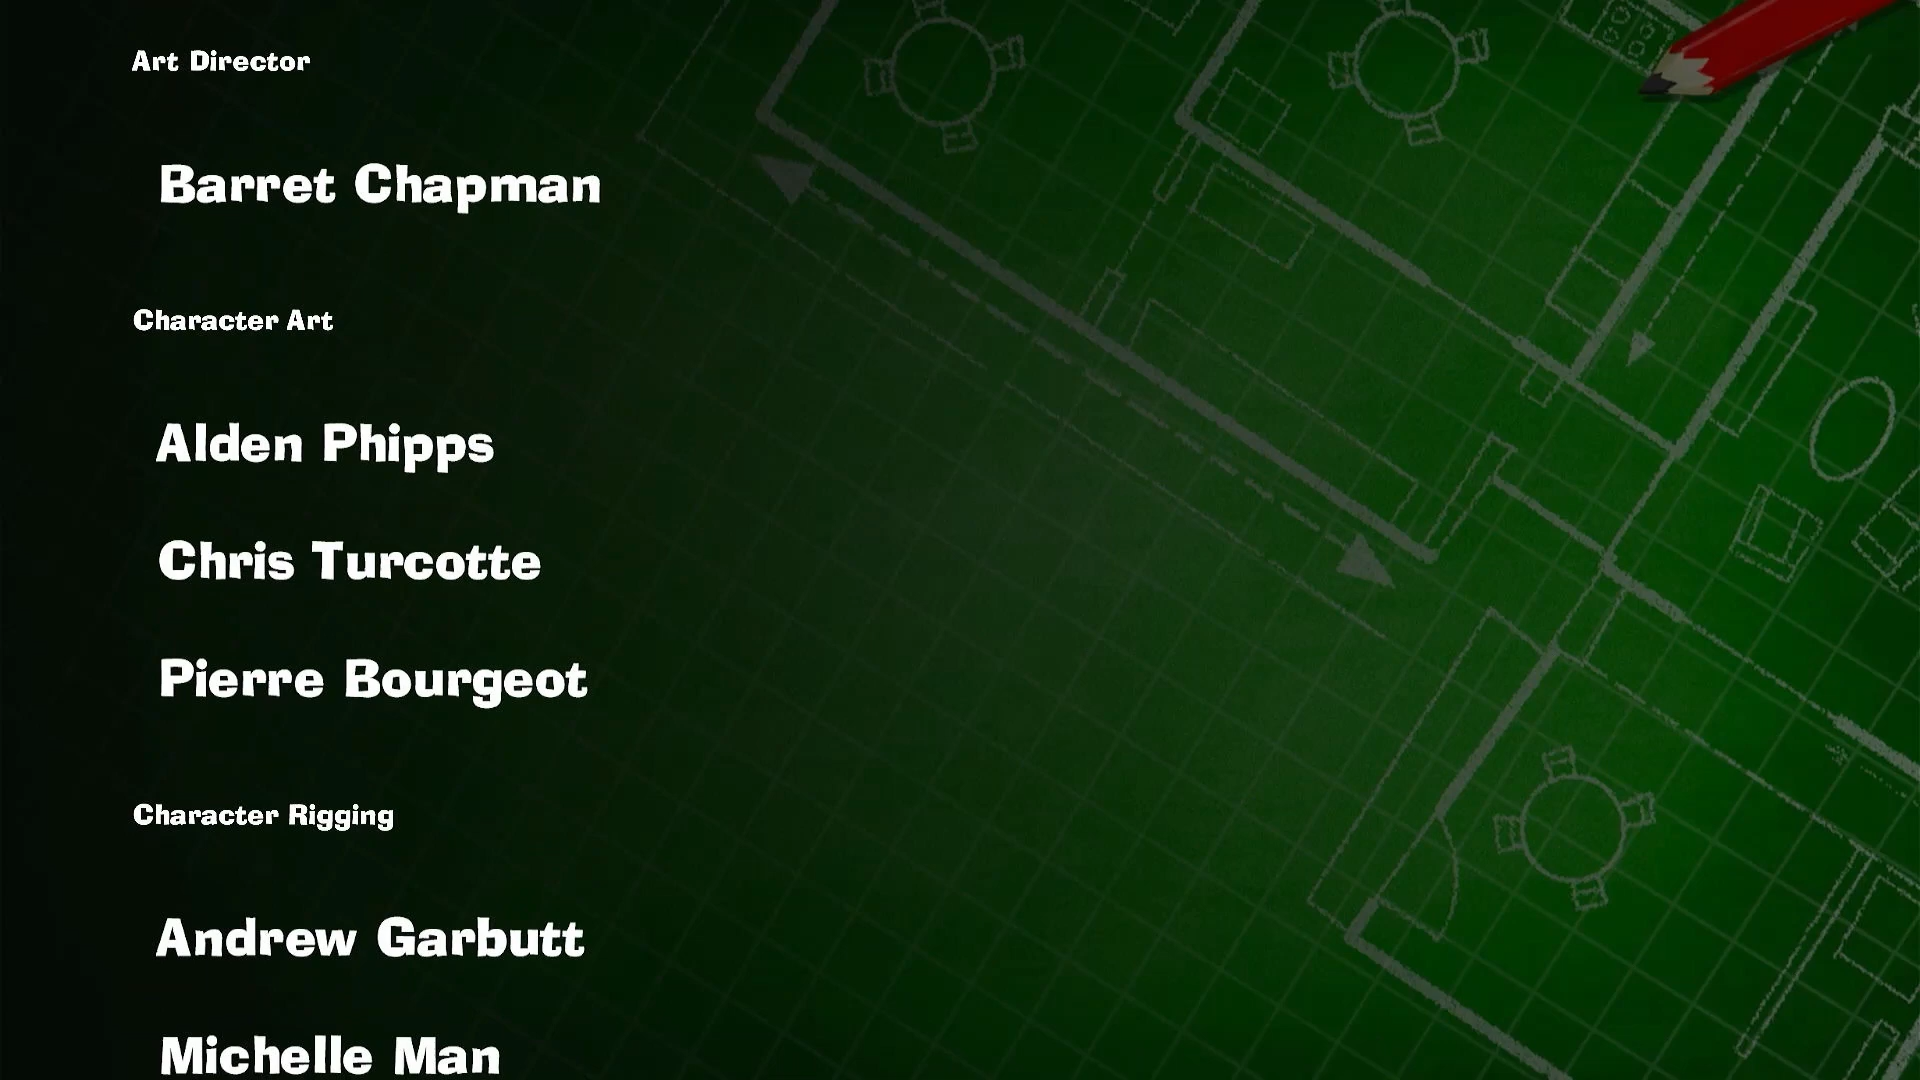 Art Director
Barret Chapman
Character Art
Alden Phipps
Chris Turcotte
Pierre Bourgeot
Character Rigging
Andrew Garbutt
Michelle Man